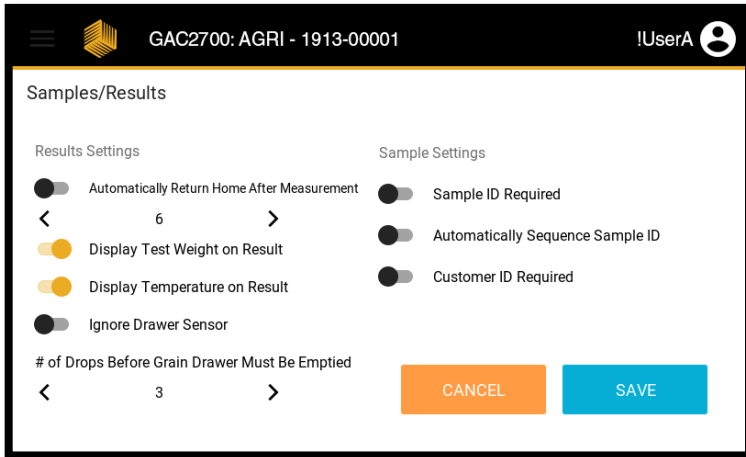 GAC2700: AGRI - 1913-00001
!UserA
Samples/Results
Results Settings
Automatically Return Home After Measurement
6
Display Test Weight on Result
Display Temperature on Result
Ignore Drawer Sensor
# of Drops Before Grain Drawer Must Be Emptied
3
Sample Settings
Sample ID Required
Automatically Sequence Sample ID
Customer ID Required
CANCEL
SAVE